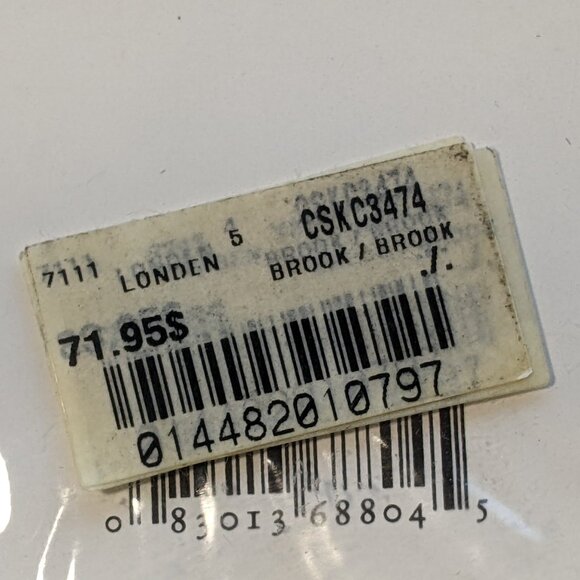 7111 LONDEN 5 CSKC3474
BROOK / BROOK
./.
71.95$
014482010797
0 83013 68804 5